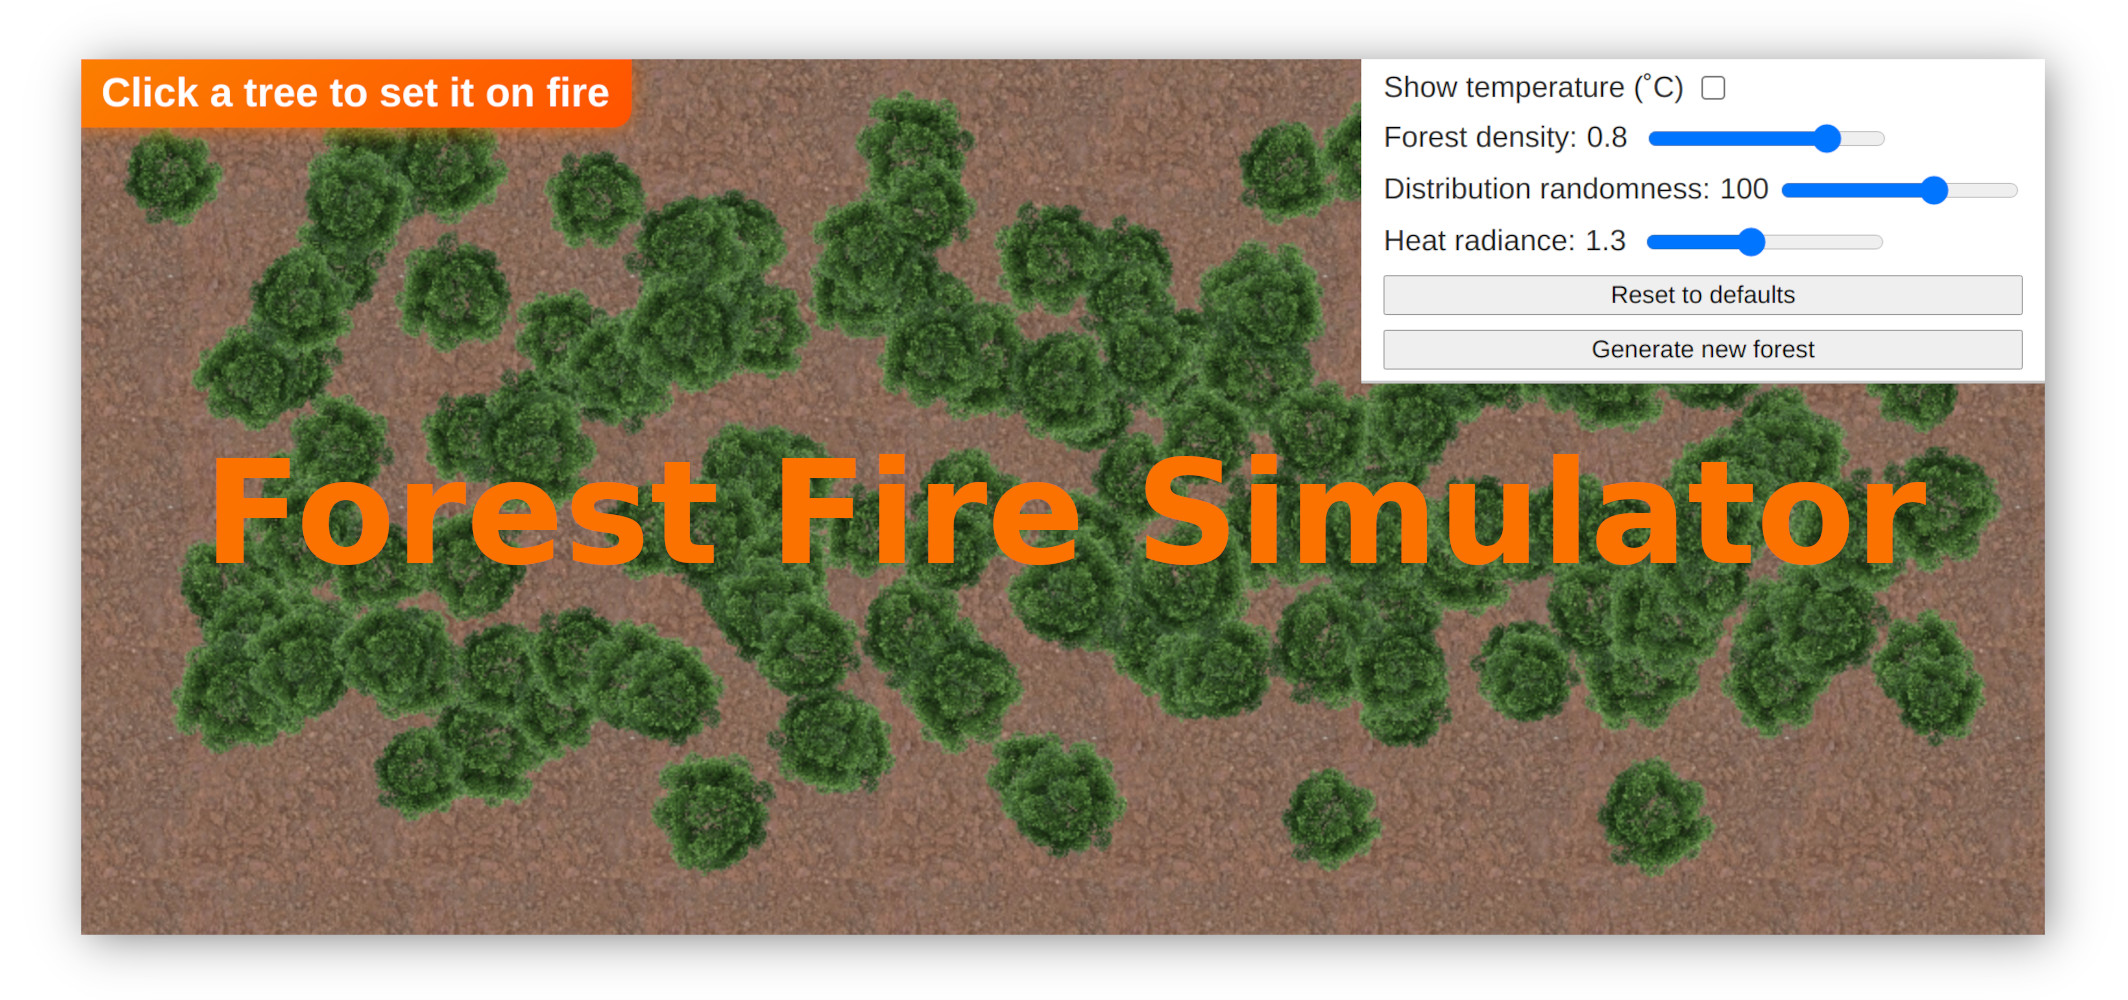 Click a tree to set it on fire
Show temperature (˚C)
Forest density: 0.8
Distribution randomness: 100
Heat radiance: 1.3
Reset to defaults
Generate new forest
Forest Fire Simulator